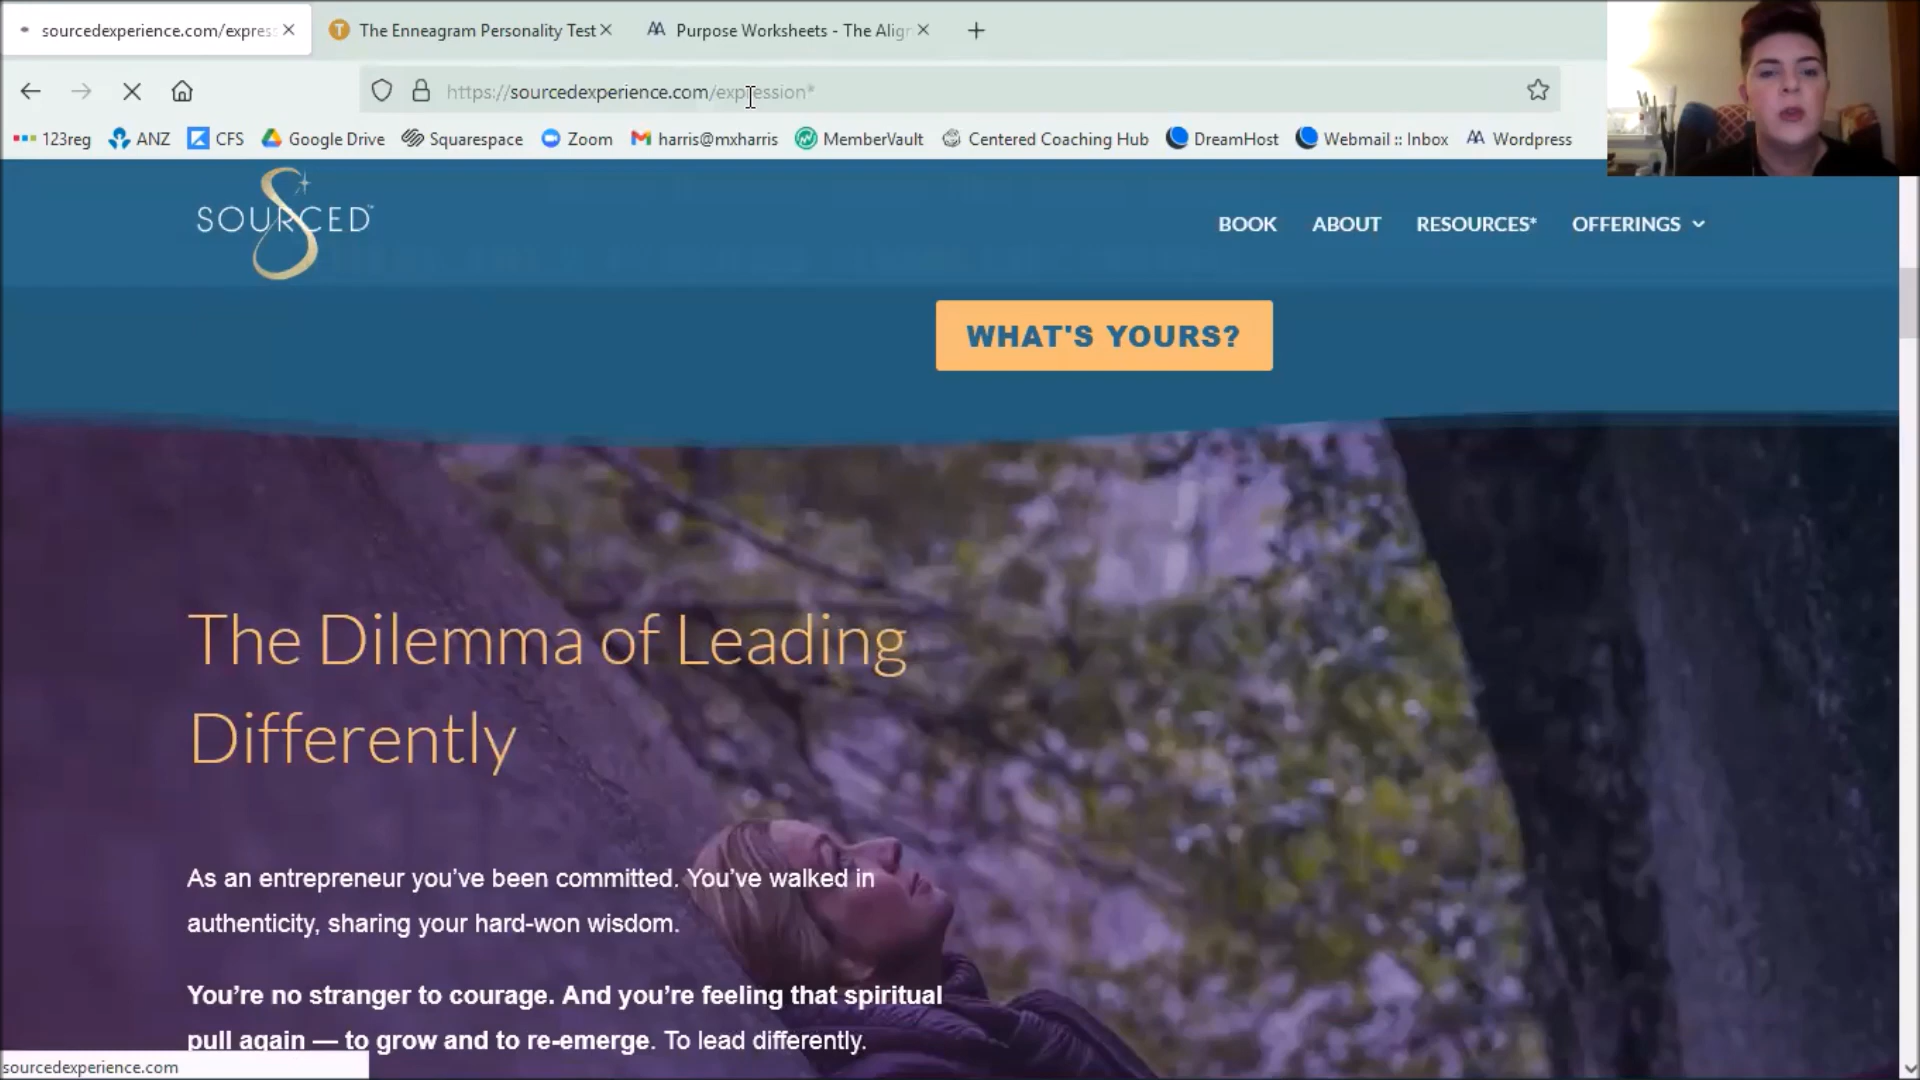 sourcedexperience.com/express
The Enneagram Personality Test
Purpose Worksheets - The Align
https://sourcedexperience.com/expression*
123reg
ANZ
CFS
Google Drive
Squarespace
Zoom
harris@mxharris
MemberVault
Centered Coaching Hub
DreamHost
Webmail :: Inbox
Wordpress
SOURCED™
BOOK
ABOUT
RESOURCES*
OFFERINGS
WHAT'S YOURS?
The Dilemma of Leading
Differently
As an entrepreneur you’ve been committed. You’ve walked in
authenticity, sharing your hard-won wisdom.
You’re no stranger to courage. And you’re feeling that spiritual
pull again — to grow and to re-emerge. To lead differently.
sourcedexperience.com